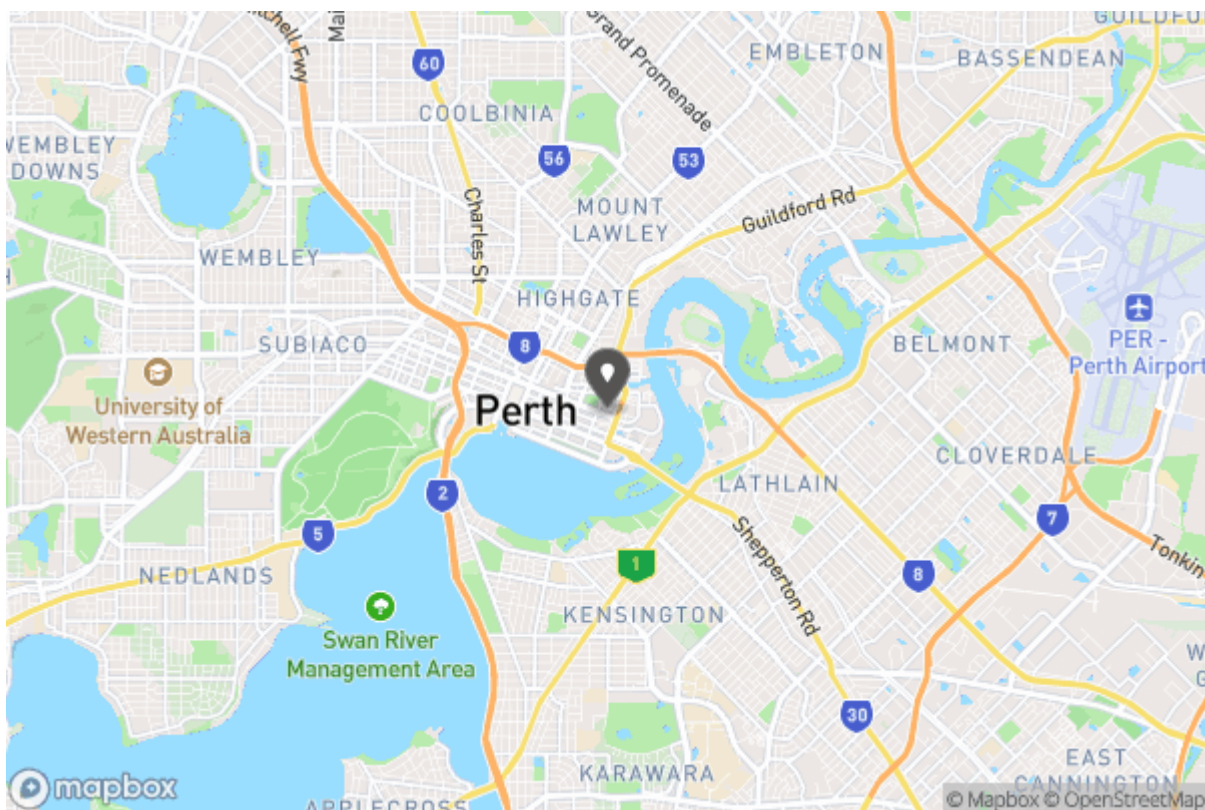 Mitchell Fwy
Grand Promenade
GUILDFO
EMBLETON
BASSENDEAN
60
COOLBINIA
WEMBLEY
DOWNS
56
53
MOUNT
LAWLEY
Guildford Rd
Charles St
WEMBLEY
HIGHGATE
PER -
Perth Airport
SUBIACO
8
BELMONT
University of
Western Australia
Perth
CLOVERDALE
LATHLAIN
2
5
7
Shepperton Rd
Tonkin
1
8
NEDLANDS
KENSINGTON
Swan River
Management Area
30
KARAWARA
EAST
CANNINGTON
APPLECROSS
mapbox
© Mapbox © OpenStreetMap